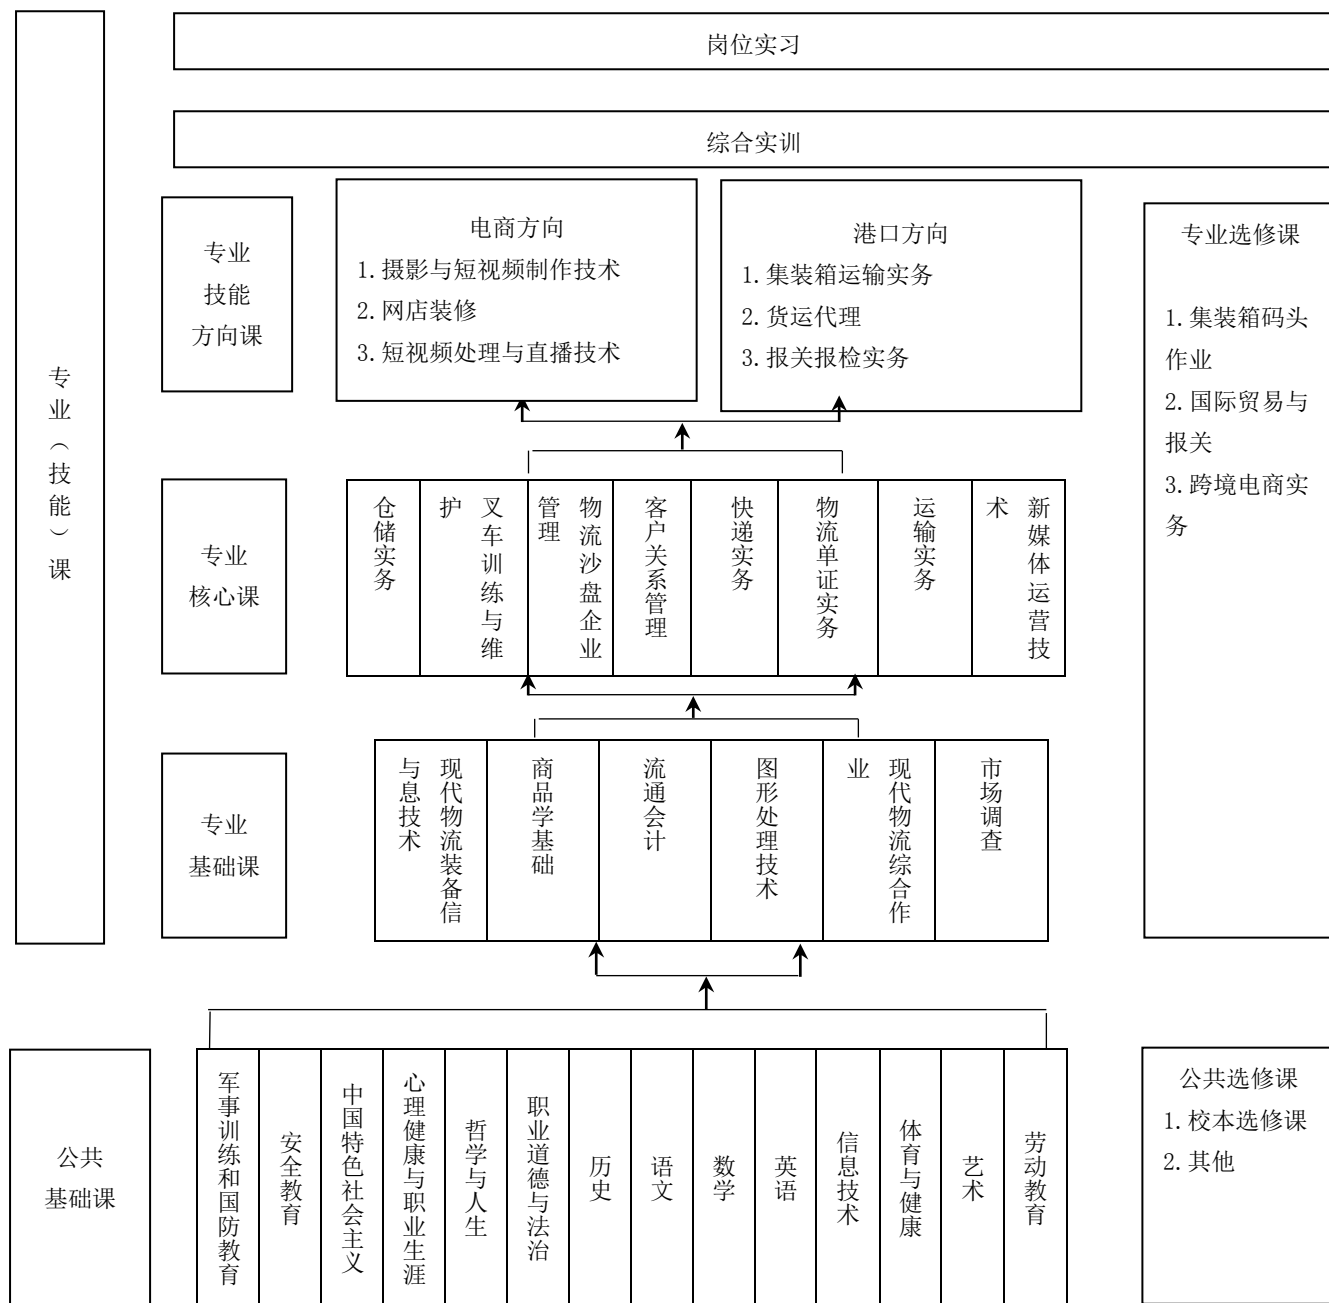 岗位实习
综合实训
专业（技能）课
专业
技能
方向课
电商方向
1.摄影与短视频制作技术
2.网店装修
3.短视频处理与直播技术
港口方向
1.集装箱运输实务
2.货运代理
3.报关报检实务
专业选修课
1.集装箱码头
作业
2.国际贸易与
报关
3.跨境电商实
务
专业
核心课
仓储实务
叉车训练与维
护
物流沙盘企业
管理
客户关系管理
快递实务
物流单证实务
运输实务
新媒体运营技
术
专业
基础课
现代物流装备信
与息技术
商品学基础
流通会计
图形处理技术
现代物流综合作
业
市场调查
公共
基础课
军事训练和国防教育
安全教育
中国特色社会主义
心理健康与职业生涯
哲学与人生
职业道德与法治
历史
语文
数学
英语
信息技术
体育与健康
艺术
劳动教育
公共选修课
1.校本选修课
2.其他